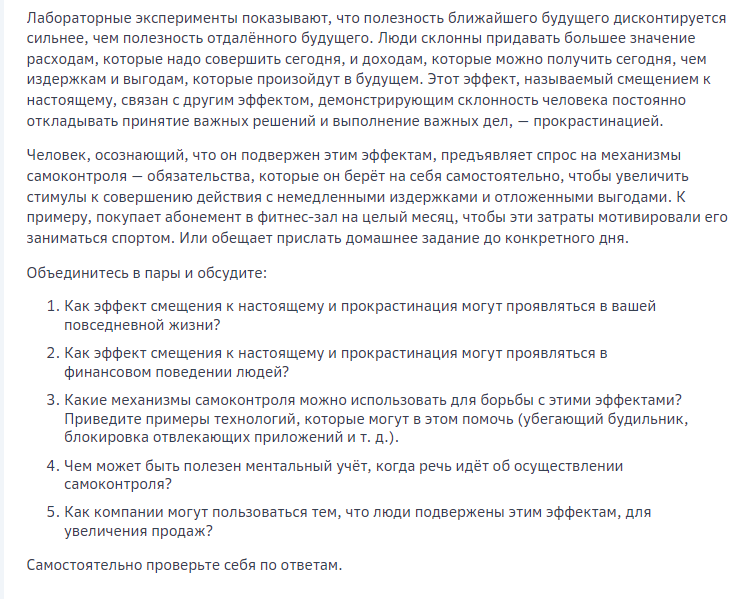 Лабораторные эксперименты показывают, что полезность ближайшего будущего дисконтируется
сильнее, чем полезность отдалённого будущего. Люди склонны придавать большее значение
расходам, которые надо совершить сегодня, и доходам, которые можно получить сегодня, чем
издержкам и выгодам, которые произойдут в будущем. Этот эффект, называемый смещением к
настоящему, связан с другим эффектом, демонстрирующим склонность человека постоянно
откладывать принятие важных решений и выполнение важных дел, — прокрастинацией.
Человек, осознающий, что он подвержен этим эффектам, предъявляет спрос на механизмы
самоконтроля — обязательства, которые он берёт на себя самостоятельно, чтобы увеличить
стимулы к совершению действия с немедленными издержками и отложенными выгодами. К
примеру, покупает абонемент в фитнес-зал на целый месяц, чтобы эти затраты мотивировали его
заниматься спортом. Или обещает прислать домашнее задание до конкретного дня.
Объединитесь в пары и обсудите:
1. Как эффект смещения к настоящему и прокрастинация могут проявляться в вашей
повседневной жизни?
2. Как эффект смещения к настоящему и прокрастинация могут проявляться в
финансовом поведении людей?
3. Какие механизмы самоконтроля можно использовать для борьбы с этими эффектами?
Приведите примеры технологий, которые могут в этом помочь (убегающий будильник,
блокировка отвлекающих приложений и т. д.).
4. Чем может быть полезен ментальный учёт, когда речь идёт об осуществлении
самоконтроля?
5. Как компании могут пользоваться тем, что люди подвержены этим эффектам, для
увеличения продаж?
Самостоятельно проверьте себя по ответам.